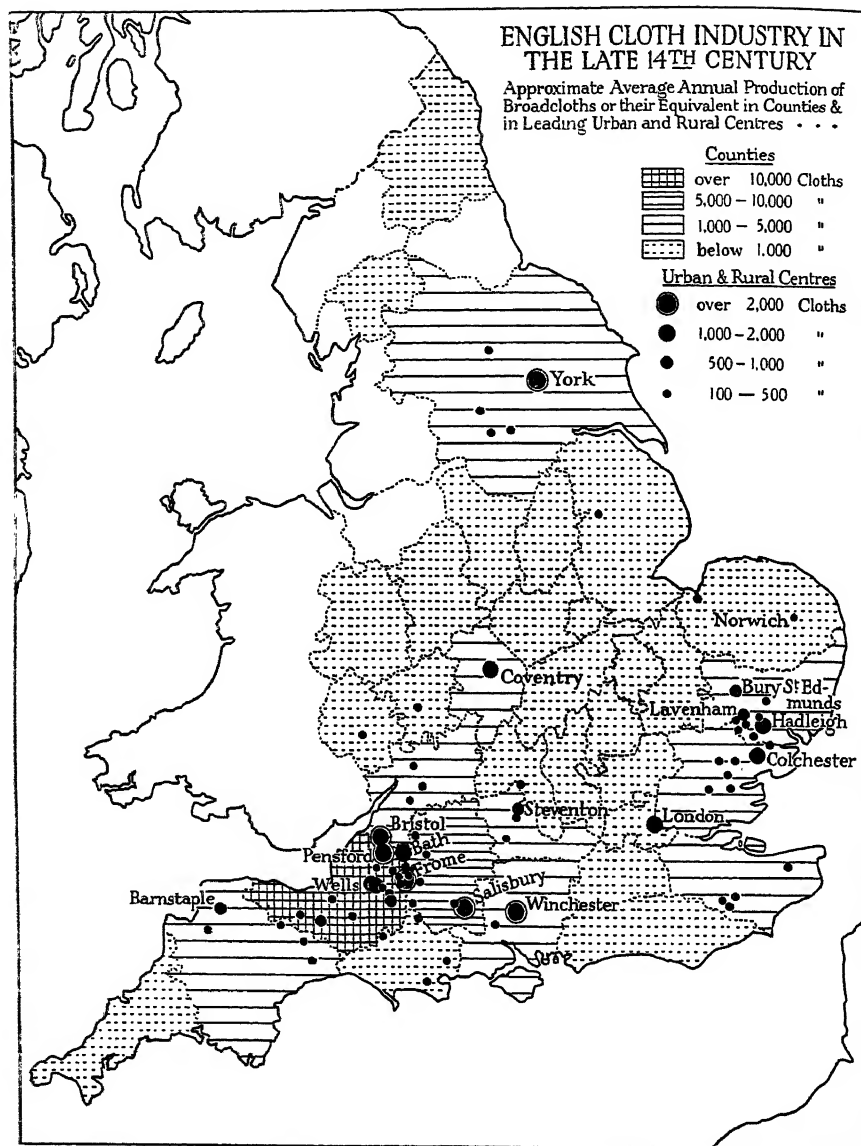 ENGLISH CLOTH INDUSTRY IN
THE LATE 14TH CENTURY
Approximate Average Annual Production of
Broadcloths or their Equivalent in Counties &
in Leading Urban and Rural Centres . . .
Counties
over 10,000 Cloths
5,000 – 10,000 "
1,000 – 5,000 "
below 1,000 "
Urban & Rural Centres
over 2,000 Cloths
1,000 – 2,000 "
500 – 1,000 "
100 — 500 "
York
Norwich
Coventry
Bury St Ed-
munds
Lavenham
Hadleigh
Colchester
Steventon
London
Bristol
Pensford
Bath
Wells
Frome
Barnstaple
Salisbury
Winchester